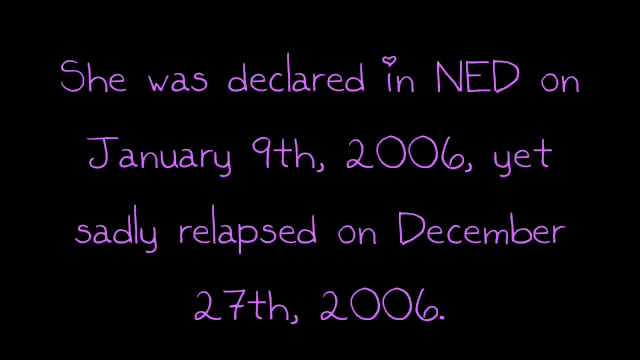 She was declared in NED on
January 9th, 2006, yet
sadly relapsed on December
27th, 2006.